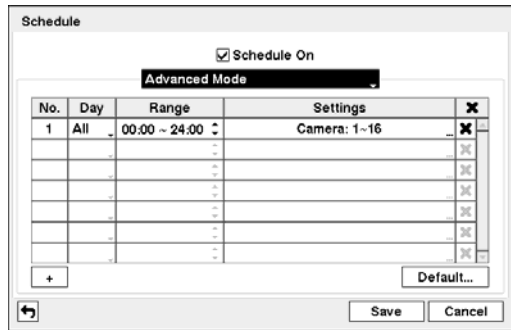 Schedule
Schedule On
Advanced Mode
No. Day Range Settings
1 All 00:00 ~ 24:00 Camera: 1~16 ...
+ Default...
Save Cancel